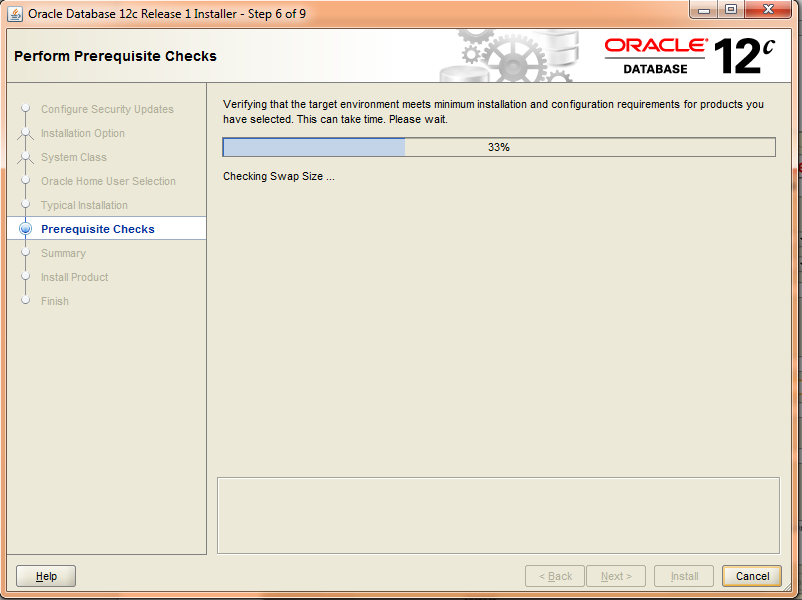 Oracle Database 12c Release 1 Installer - Step 6 of 9
Perform Prerequisite Checks
ORACLE®
DATABASE
12c
Configure Security Updates
Installation Option
System Class
Oracle Home User Selection
Typical Installation
Prerequisite Checks
Summary
Install Product
Finish
Verifying that the target environment meets minimum installation and configuration requirements for products you
have selected. This can take time. Please wait.
33%
Checking Swap Size ...
Help
< Back
Next >
Install
Cancel